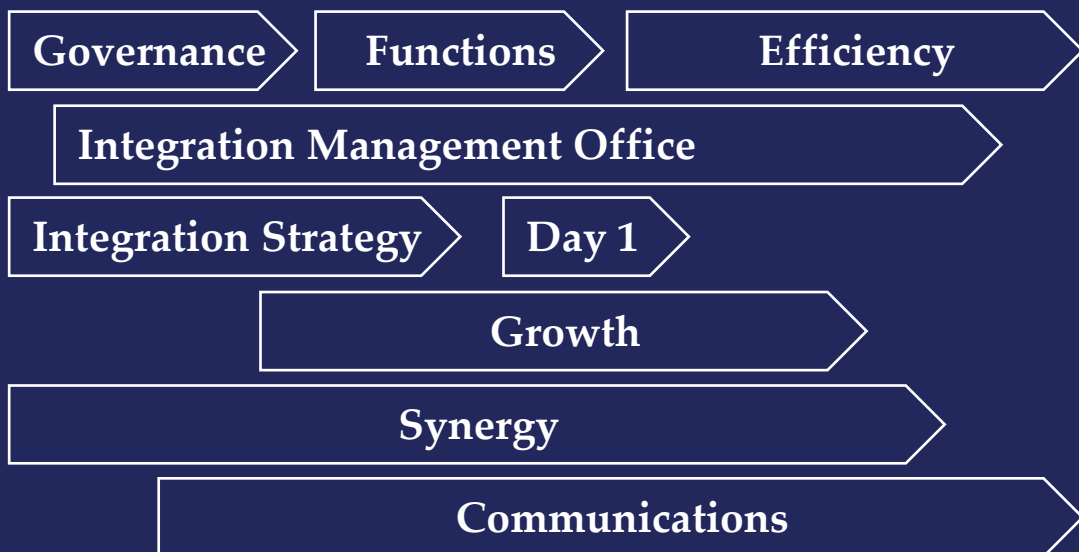 Governance Functions Efficiency
Integration Management Office
Integration Strategy Day 1
Growth
Synergy
Communications